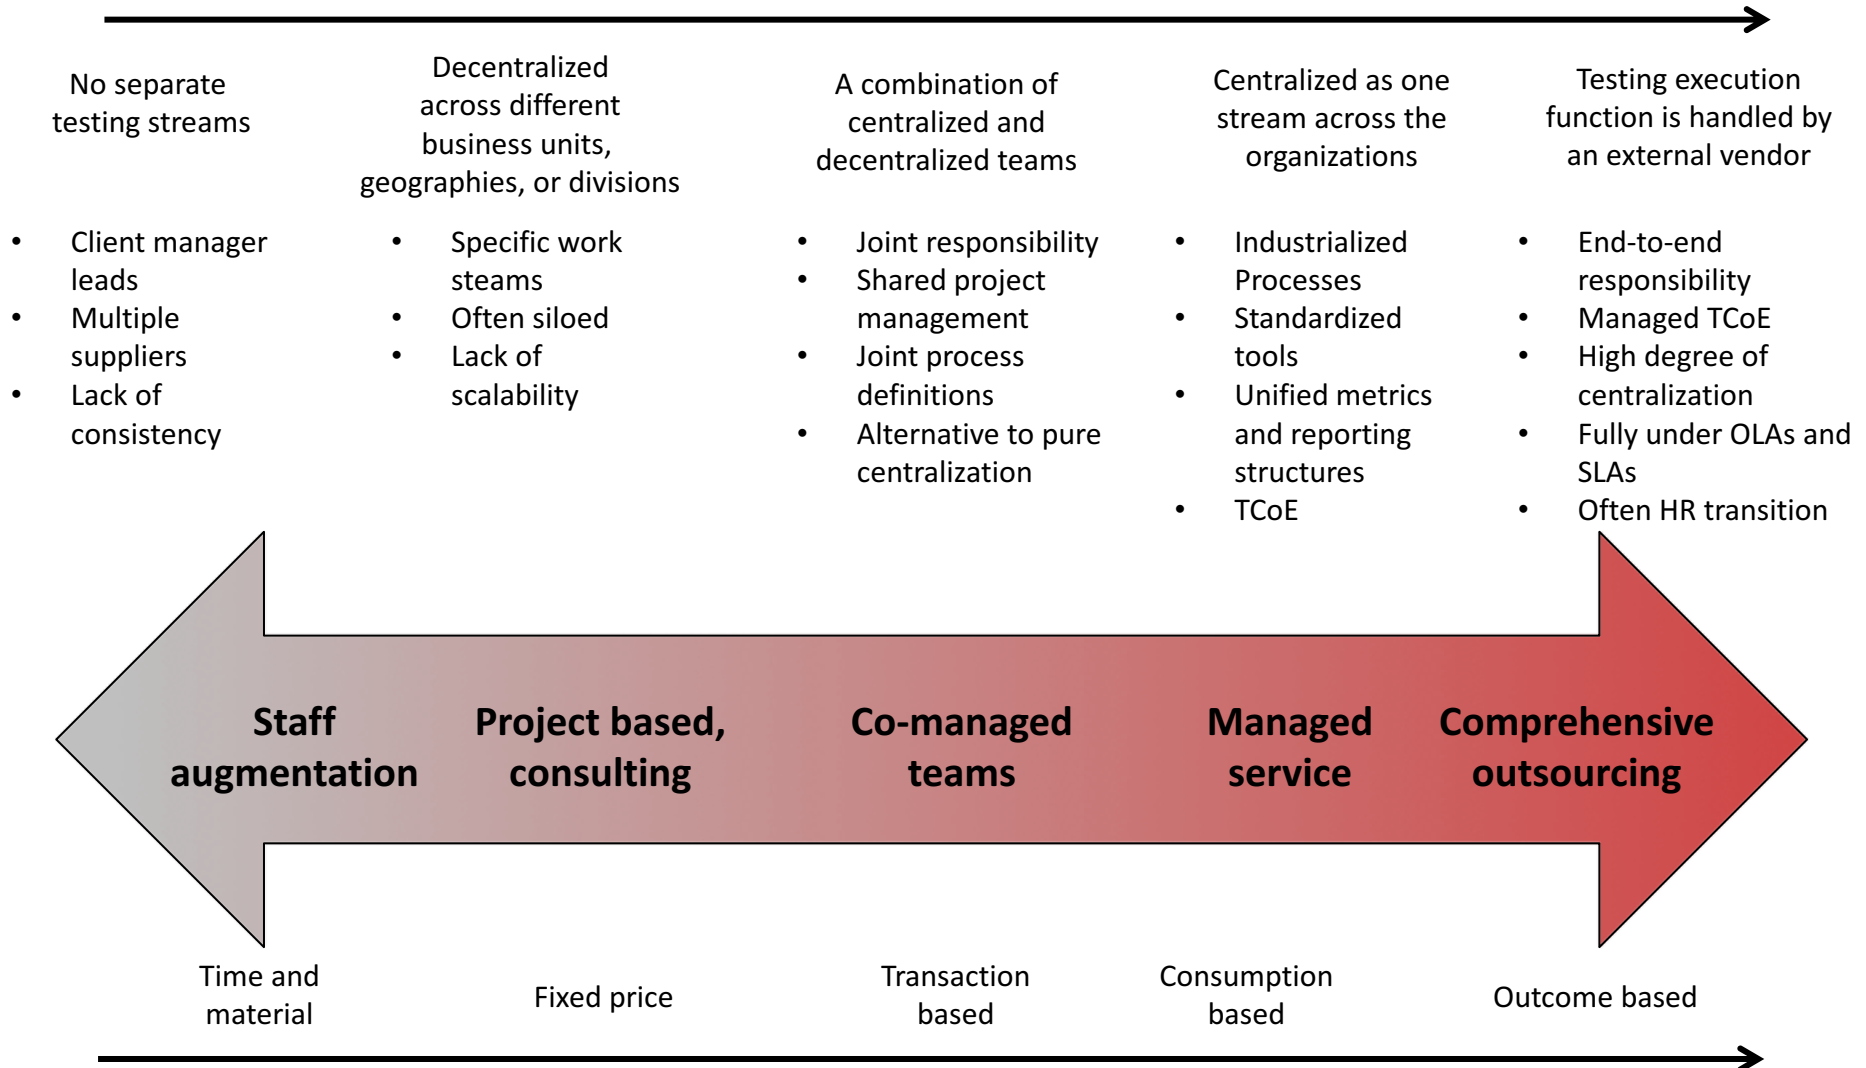 No separate
testing streams
Decentralized
across different
business units,
geographies, or divisions
A combination of
centralized and
decentralized teams
Centralized as one
stream across the
organizations
Testing execution
function is handled by
an external vendor
• Client manager
leads
• Multiple
suppliers
• Lack of
consistency
• Specific work
steams
• Often siloed
• Lack of
scalability
• Joint responsibility
• Shared project
management
• Joint process
definitions
• Alternative to pure
centralization
• Industrialized
Processes
• Standardized
tools
• Unified metrics
and reporting
structures
• TCoE
• End-to-end
responsibility
• Managed TCoE
• High degree of
centralization
• Fully under OLAs and
SLAs
• Often HR transition
Staff
augmentation
Project based,
consulting
Co-managed
teams
Managed
service
Comprehensive
outsourcing
Time and
material
Fixed price
Transaction
based
Consumption
based
Outcome based